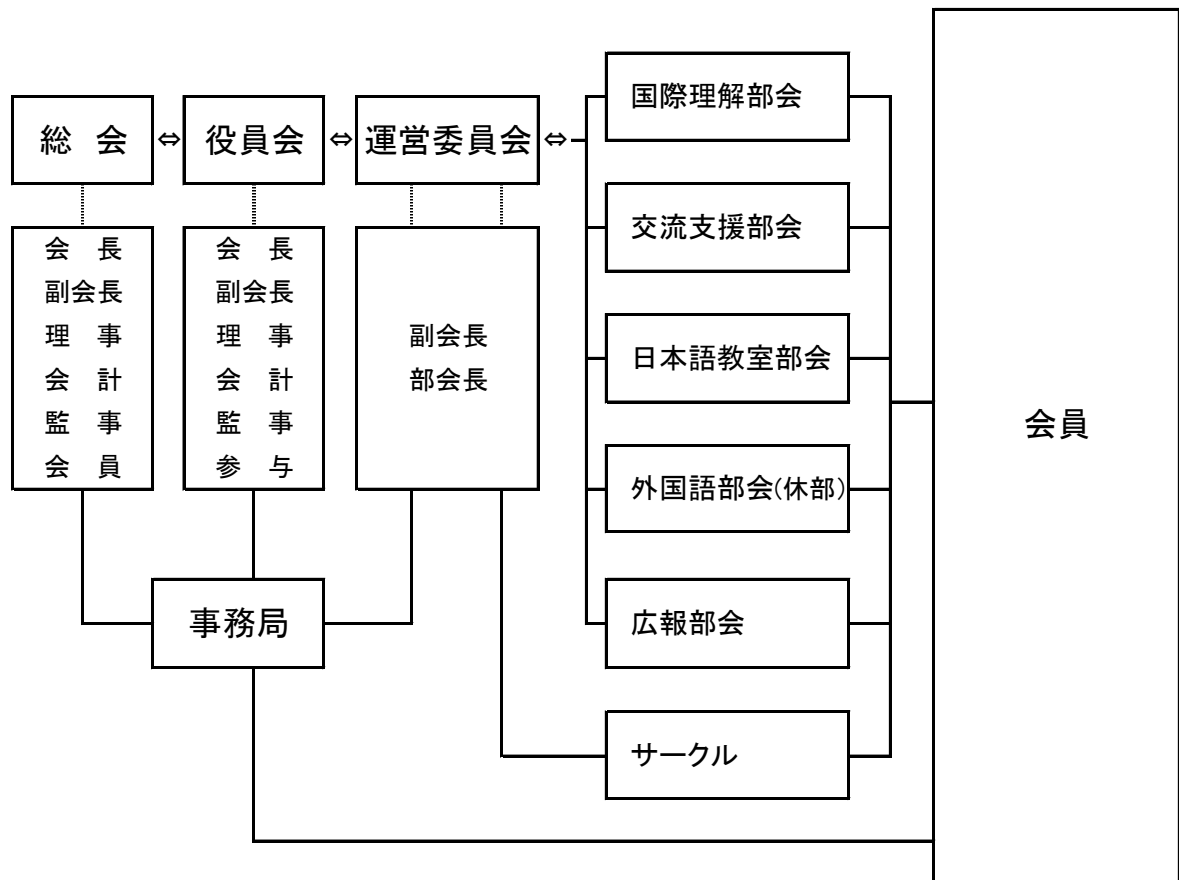 総　会 ⇔ 役員会 ⇔ 運営委員会 ⇔
会　長
副会長
理　事
会　計
監　事
会　員
会　長
副会長
理　事
会　計
監　事
参　与
副会長
部会長
事務局
国際理解部会
交流支援部会
日本語教室部会
外国語部会(休部)
広報部会
サークル
会員